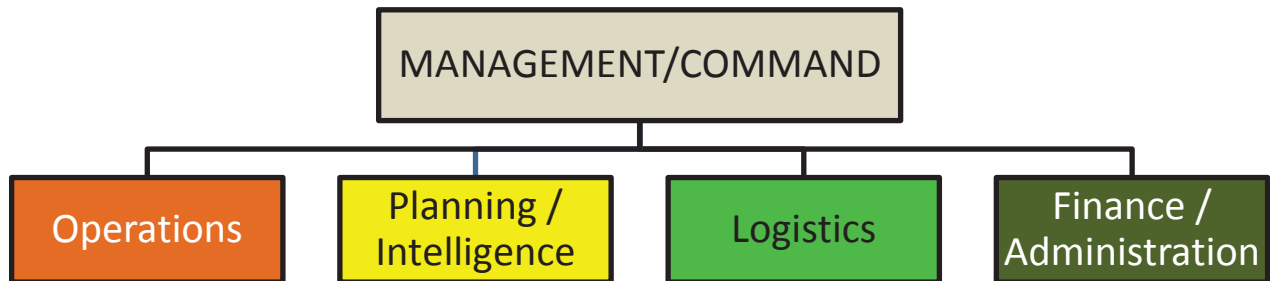 MANAGEMENT/COMMAND
Operations
Planning /
Intelligence
Logistics
Finance /
Administration